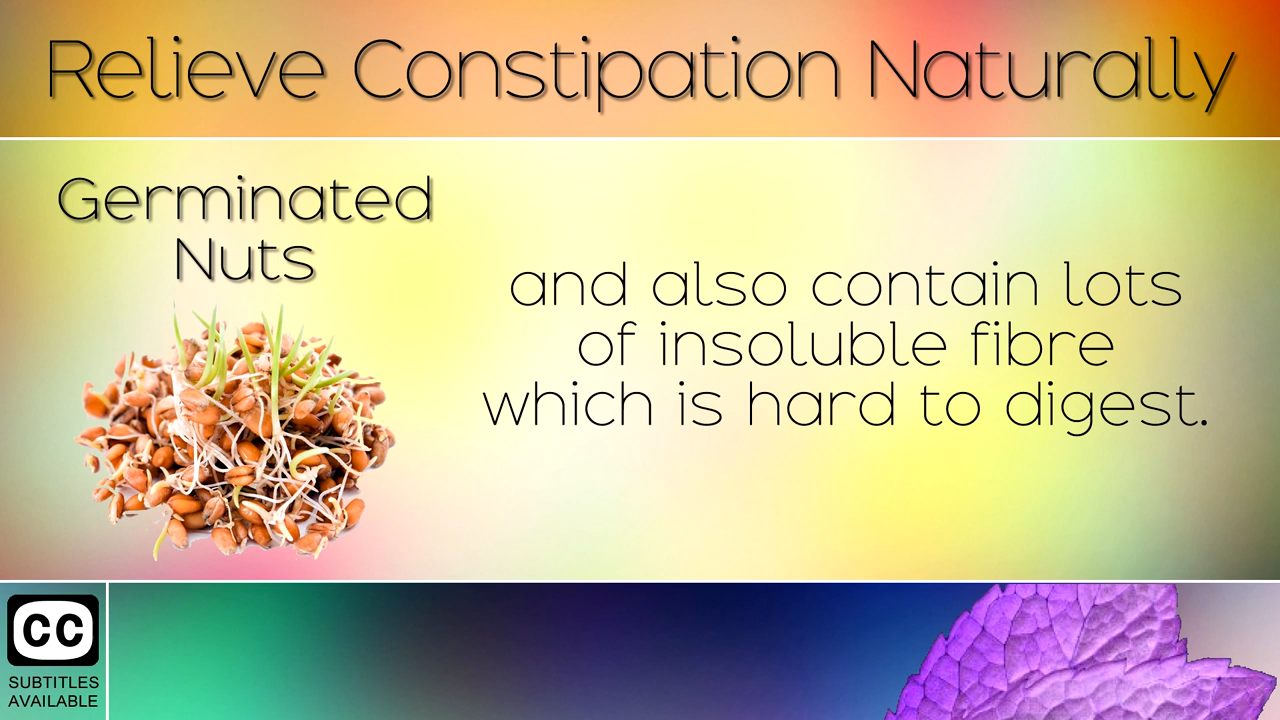 Relieve Constipation Naturally
Germinated
Nuts
and also contain lots
of insoluble fibre
which is hard to digest.
CC
SUBTITLES
AVAILABLE